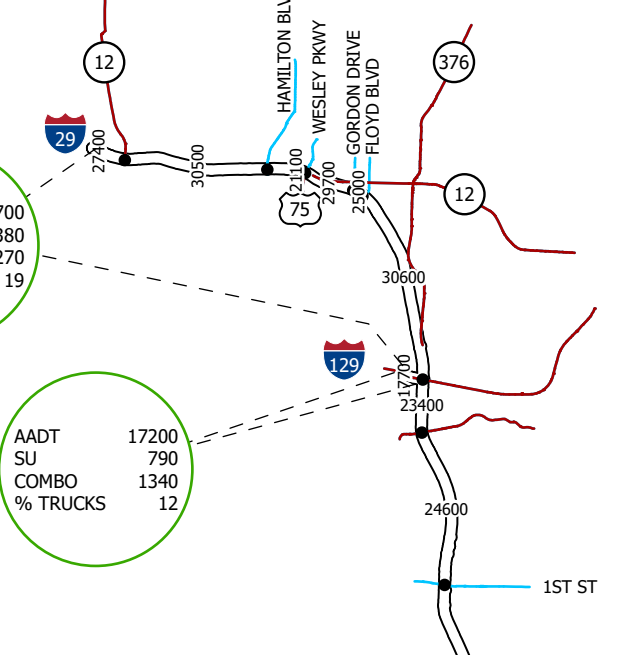 HAMILTON BLV
WESLEY PKWY
GORDON DRIVE
FLOYD BLVD
12
376
29
27400
30500
21100
29700
25000
75
12
700
380
270
19
30600
129
17700
23400
AADT 17200
SU 790
COMBO 1340
% TRUCKS 12
24600
1ST ST